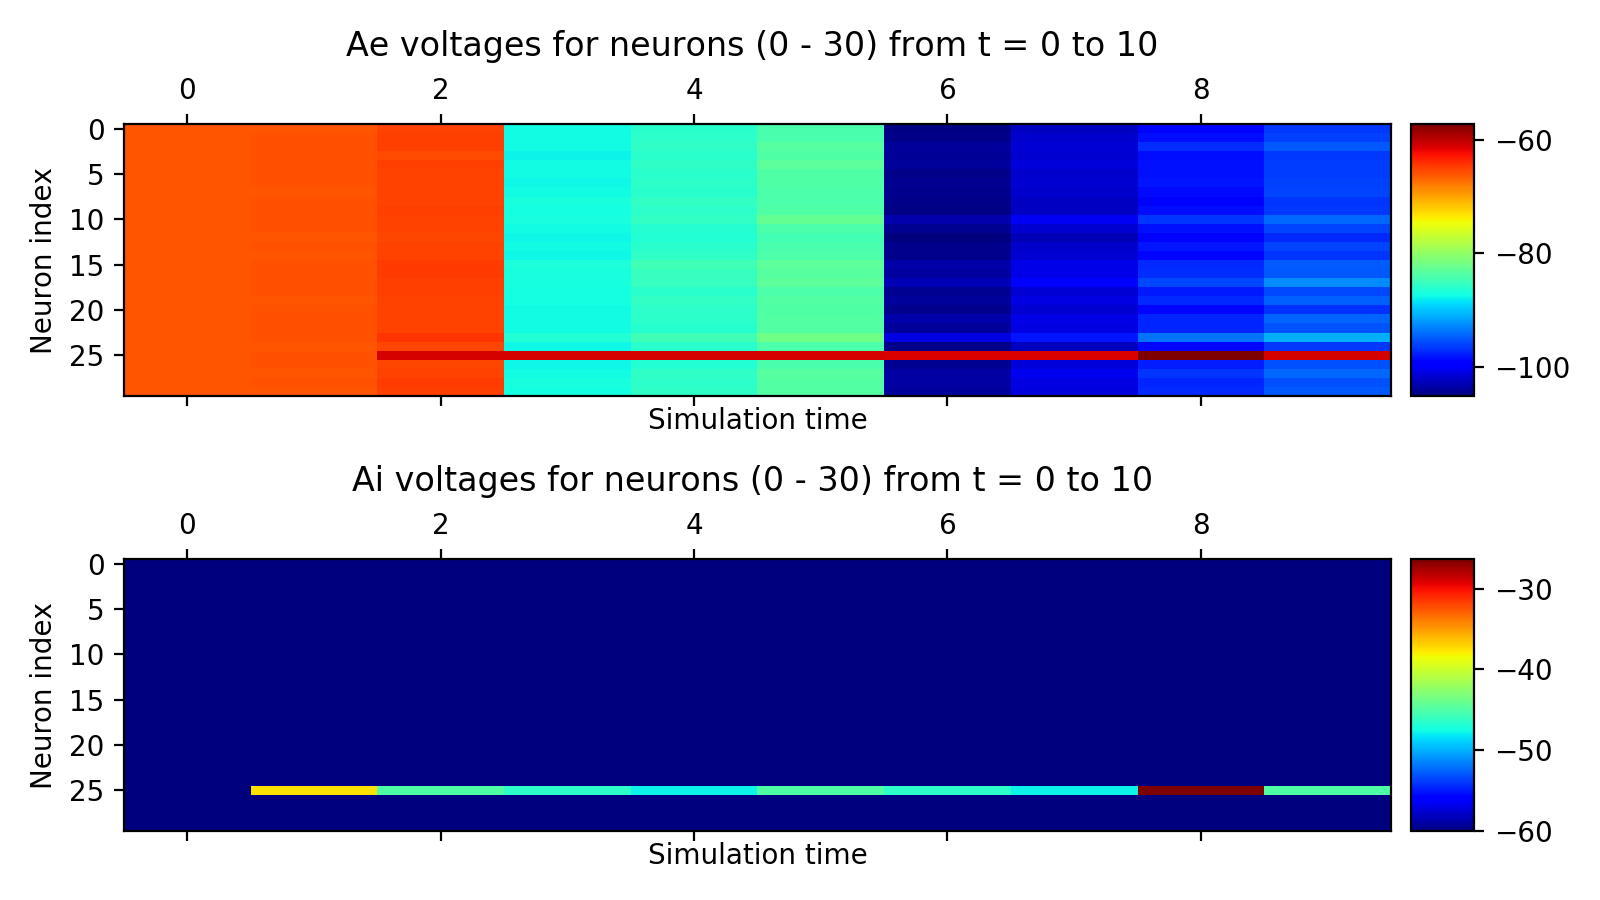 Ae voltages for neurons (0 - 30) from t = 0 to 10
0 2 4 6 8
Neuron index
0
5
10
15
20
25
−60
−80
−100
Simulation time
Ai voltages for neurons (0 - 30) from t = 0 to 10
0 2 4 6 8
Neuron index
0
5
10
15
20
25
−30
−40
−50
−60
Simulation time